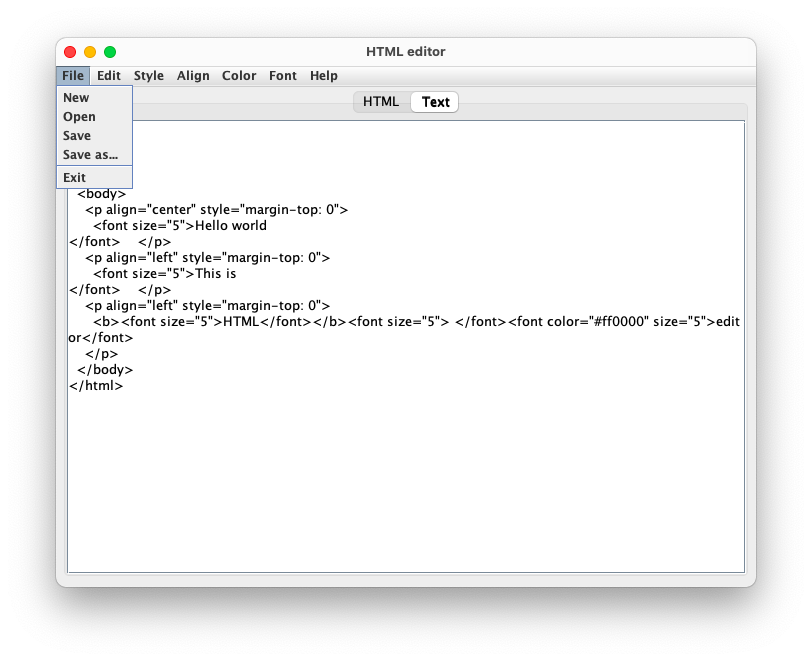 HTML editor
File Edit Style Align Color Font Help
HTML Text
New
Open
Save
Save as...
Exit
<body>
<p align="center" style="margin-top: 0">
<font size="5">Hello world
</font> </p>
<p align="left" style="margin-top: 0">
<font size="5">This is
</font> </p>
<p align="left" style="margin-top: 0">
<b><font size="5">HTML</font></b><font size="5"> </font><font color="#ff0000" size="5">edit
or</font>
</p>
</body>
</html>